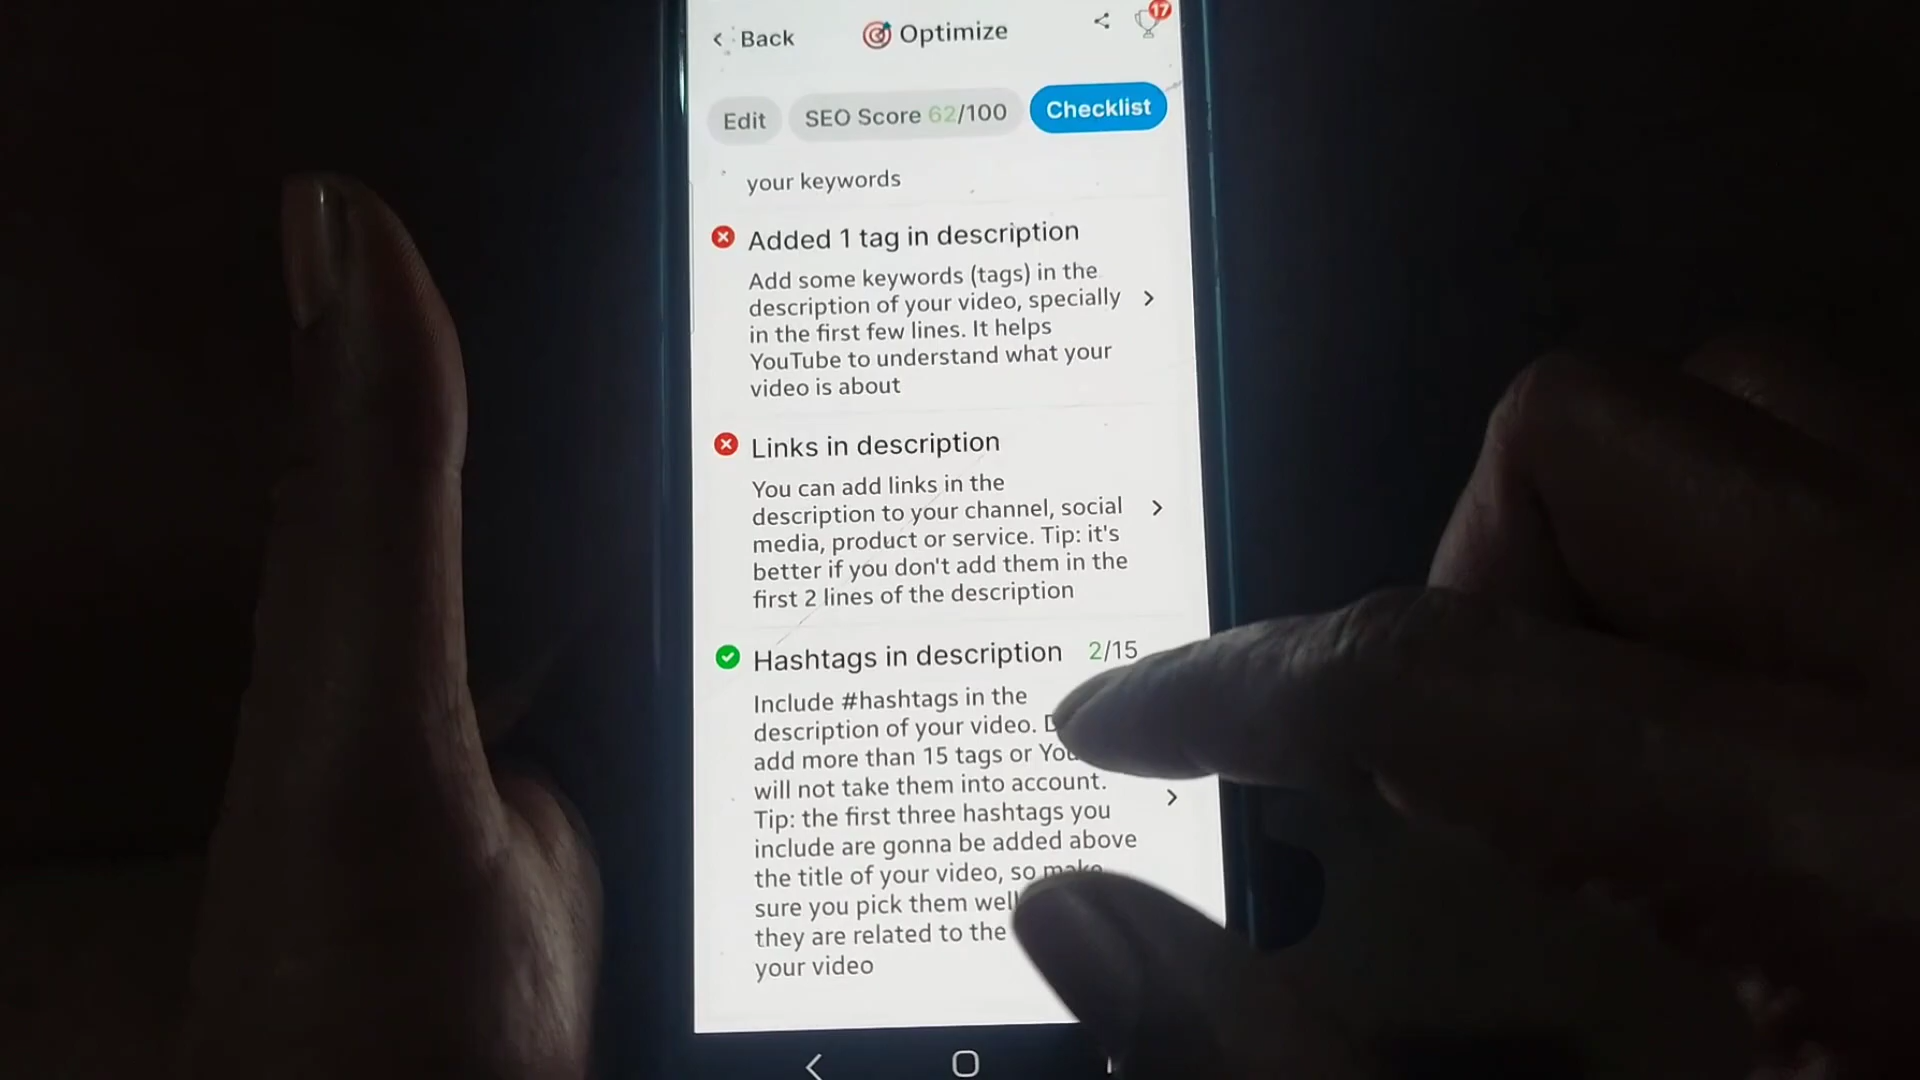 Back
Optimize
17
Edit
SEO Score 62/100
Checklist
your keywords
Added 1 tag in description
Add some keywords (tags) in the
description of your video, specially
in the first few lines. It helps
YouTube to understand what your
video is about
Links in description
You can add links in the
description to your channel, social
media, product or service. Tip: it's
better if you don't add them in the
first 2 lines of the description
Hashtags in description 2/15
Include #hashtags in the
description of your video.
add more than 15 tags or
will not take them into account.
Tip: the first three hashtags you
include are gonna be added above
the title of your video, so make
sure you pick them well
they are related to the
your video